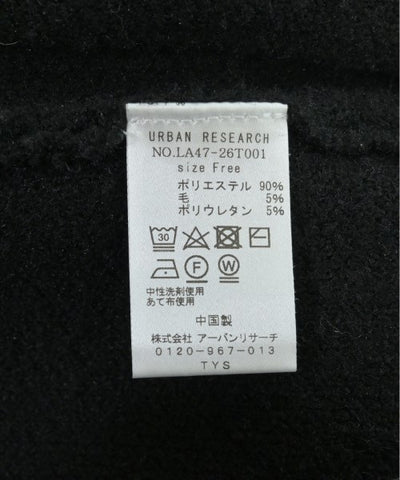 URBAN RESEARCH
NO.LA47-26T001
size Free
ポリエステル 90%
毛 5%
ポリウレタン 5%
30
F W
中性洗剤使用
あて布使用
中国製
株式会社 アーバンリサーチ
0120-967-013
TYS